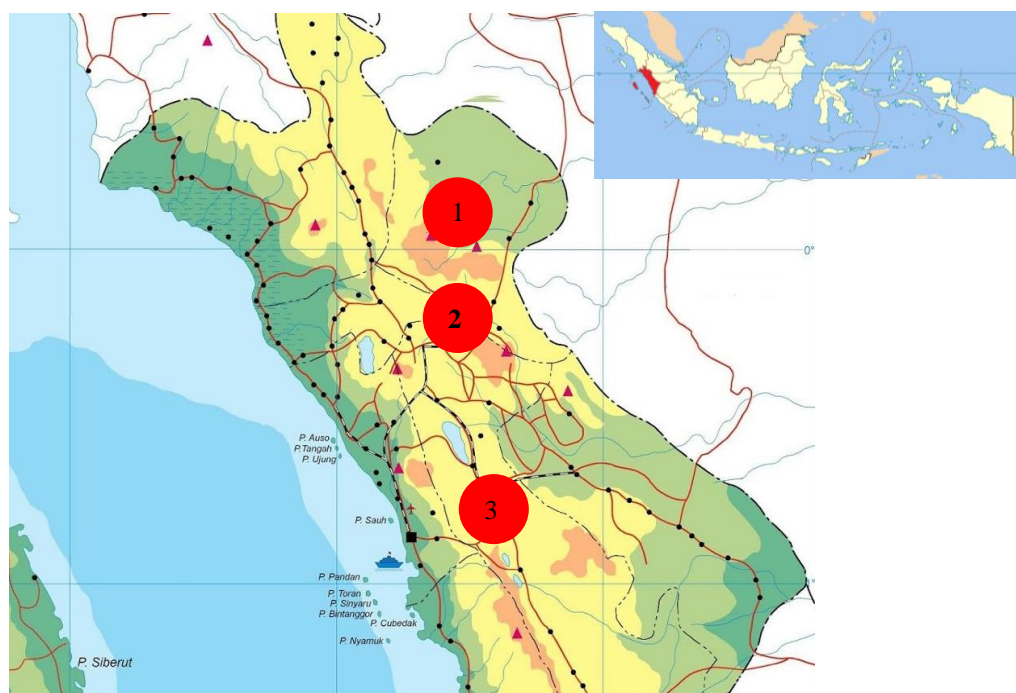 1
0°
2
P. Auso
P.Tangah
P. Ujung
3
P. Sauh
P. Pandan
P. Toran
P. Sinyaru
P. Bintanggor
P. Cubedak
P. Nyamuk
P. Siberut